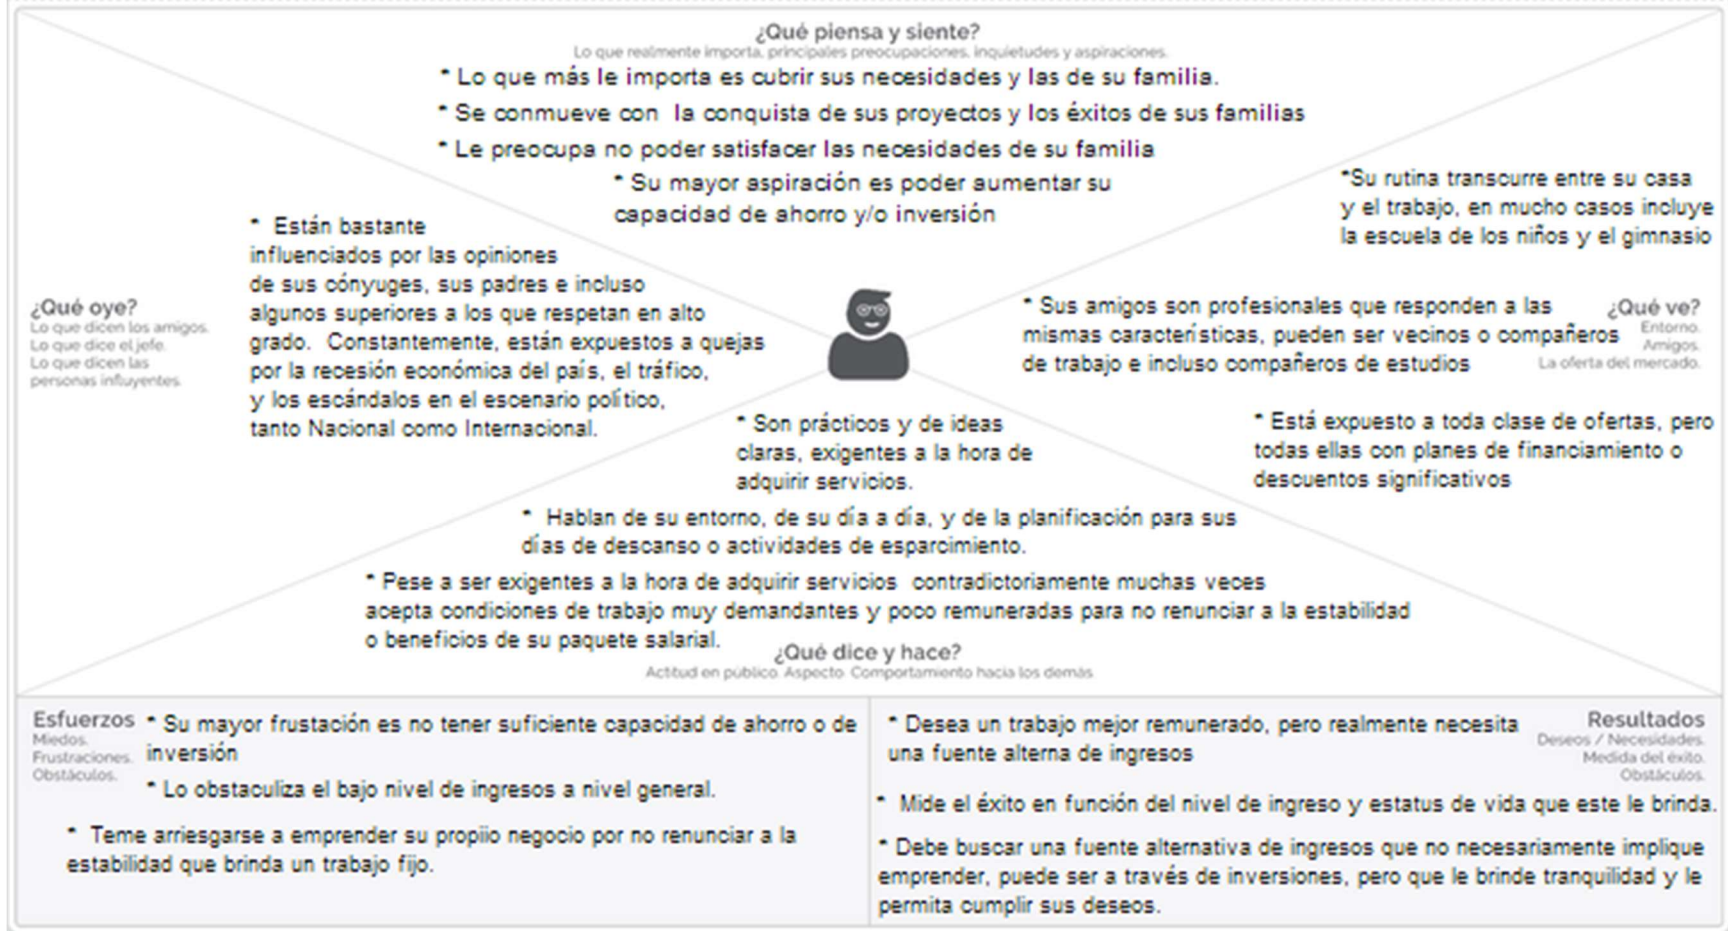 ¿Qué piensa y siente?
Lo que realmente importa, principales preocupaciones, inquietudes y aspiraciones.
* Lo que más le importa es cubrir sus necesidades y las de su familia.
* Se conmueve con la conquista de sus proyectos y los éxitos de sus familias
* Le preocupa no poder satisfacer las necesidades de su familia
* Su mayor aspiración es poder aumentar su
capacidad de ahorro y/o inversión
¿Qué oye?
Lo que dicen los amigos.
Lo que dice el jefe.
Lo que dicen las
personas influyentes.
* Están bastante
influenciados por las opiniones
de sus cónyuges, sus padres e incluso
algunos superiores a los que respetan en alto
grado. Constantemente, están expuestos a quejas
por la recesión económica del país, el tráfico,
y los escándalos en el escenario político,
tanto Nacional como Internacional.
*Su rutina transcurre entre su casa
y el trabajo, en mucho casos incluye
la escuela de los niños y el gimnasio
* Sus amigos son profesionales que responden a las
mismas características, pueden ser vecinos o compañeros
de trabajo e incluso compañeros de estudios
¿Qué ve?
Entorno.
Amigos.
La oferta del mercado.
* Está expuesto a toda clase de ofertas, pero
todas ellas con planes de financiamiento o
descuentos significativos
* Son prácticos y de ideas
claras, exigentes a la hora de
adquirir servicios.
* Hablan de su entorno, de su día a día, y de la planificación para sus
días de descanso o actividades de esparcimiento.
* Pese a ser exigentes a la hora de adquirir servicios contradictoriamente muchas veces
acepta condiciones de trabajo muy demandantes y poco remuneradas para no renunciar a la estabilidad
o beneficios de su paquete salarial.
¿Qué dice y hace?
Actitud en público. Aspecto. Comportamiento hacia los demás.
Esfuerzos
Miedos.
Frustraciones.
Obstáculos.
* Su mayor frustación es no tener suficiente capacidad de ahorro o de
inversión
* Lo obstaculiza el bajo nivel de ingresos a nivel general.
* Teme arriesgarse a emprender su propiio negocio por no renunciar a la
estabilidad que brinda un trabajo fijo.
* Desea un trabajo mejor remunerado, pero realmente necesita
una fuente alterna de ingresos
Resultados
Deseos / Necesidades.
Medida del éxito.
Obstáculos.
* Mide el éxito en función del nivel de ingreso y estatus de vida que este le brinda.
* Debe buscar una fuente alternativa de ingresos que no necesariamente implique
emprender, puede ser a través de inversiones, pero que le brinde tranquilidad y le
permita cumplir sus deseos.